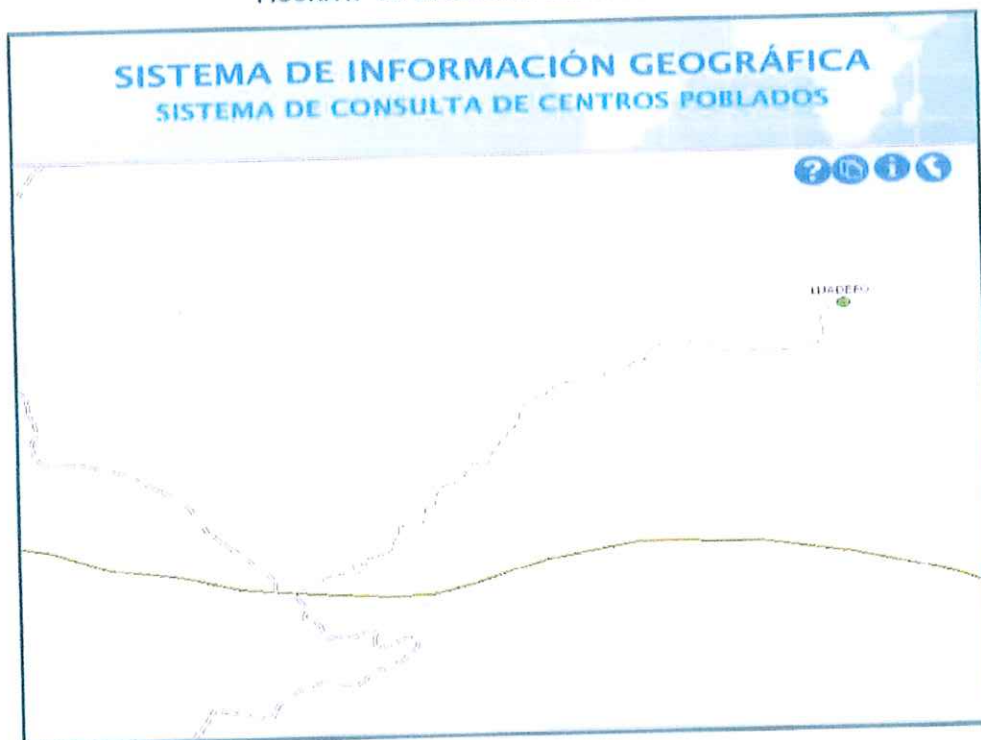 SISTEMA DE INFORMACIÓN GEOGRÁFICA
SISTEMA DE CONSULTA DE CENTROS POBLADOS